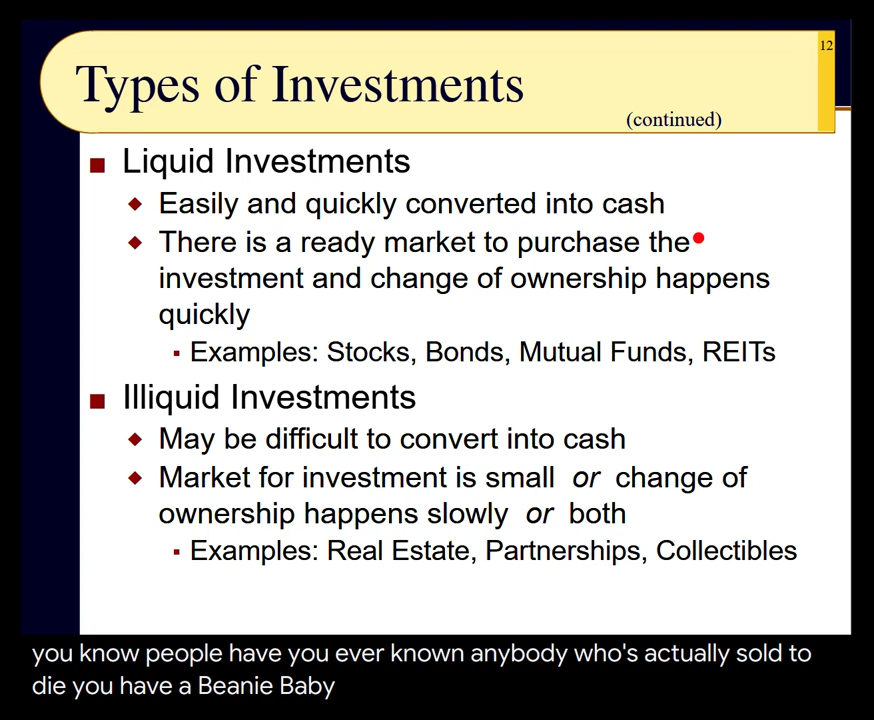 12
Types of Investments
(continued)
Liquid Investments
Easily and quickly converted into cash
There is a ready market to purchase the
investment and change of ownership happens
quickly
Examples: Stocks, Bonds, Mutual Funds, REITs
Illiquid Investments
May be difficult to convert into cash
Market for investment is small or change of
ownership happens slowly or both
Examples: Real Estate, Partnerships, Collectibles
you know people have you ever known anybody who's actually sold to
die you have a Beanie Baby